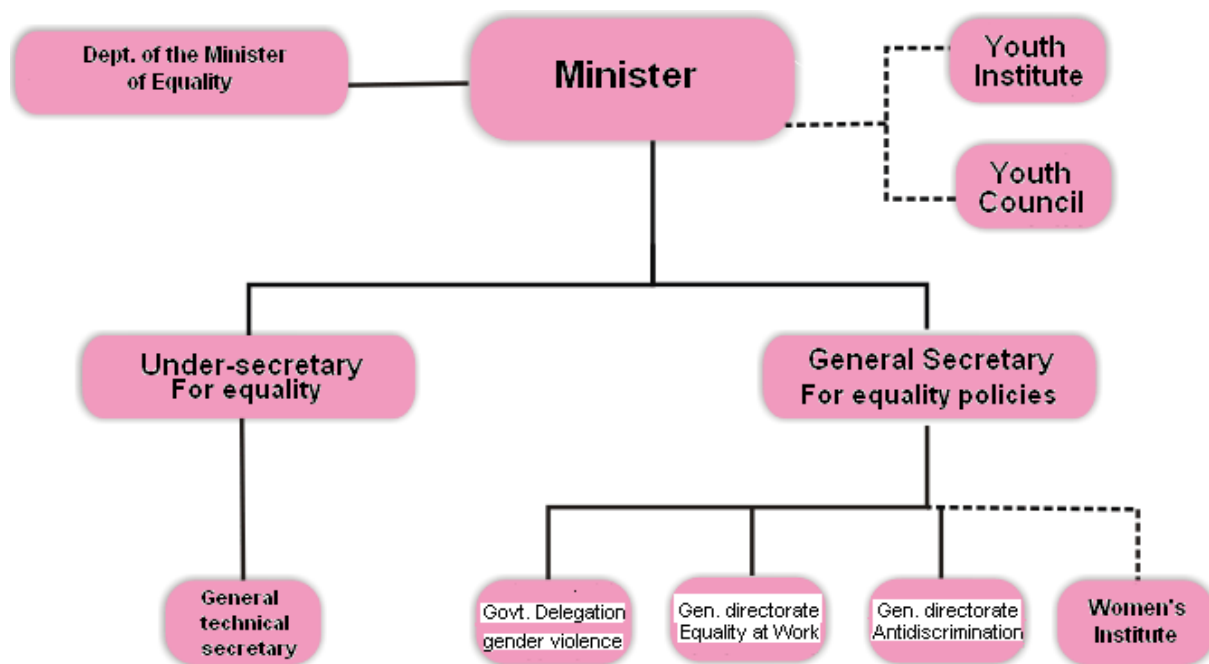 Dept. of the Minister
of Equality
Minister
Youth
Institute
Youth
Council
Under-secretary
For equality
General Secretary
For equality policies
General
technical
secretary
Govt. Delegation
gender violence
Gen. directorate
Equality at Work
Gen. directorate
Antidiscrimination
Women's
Institute